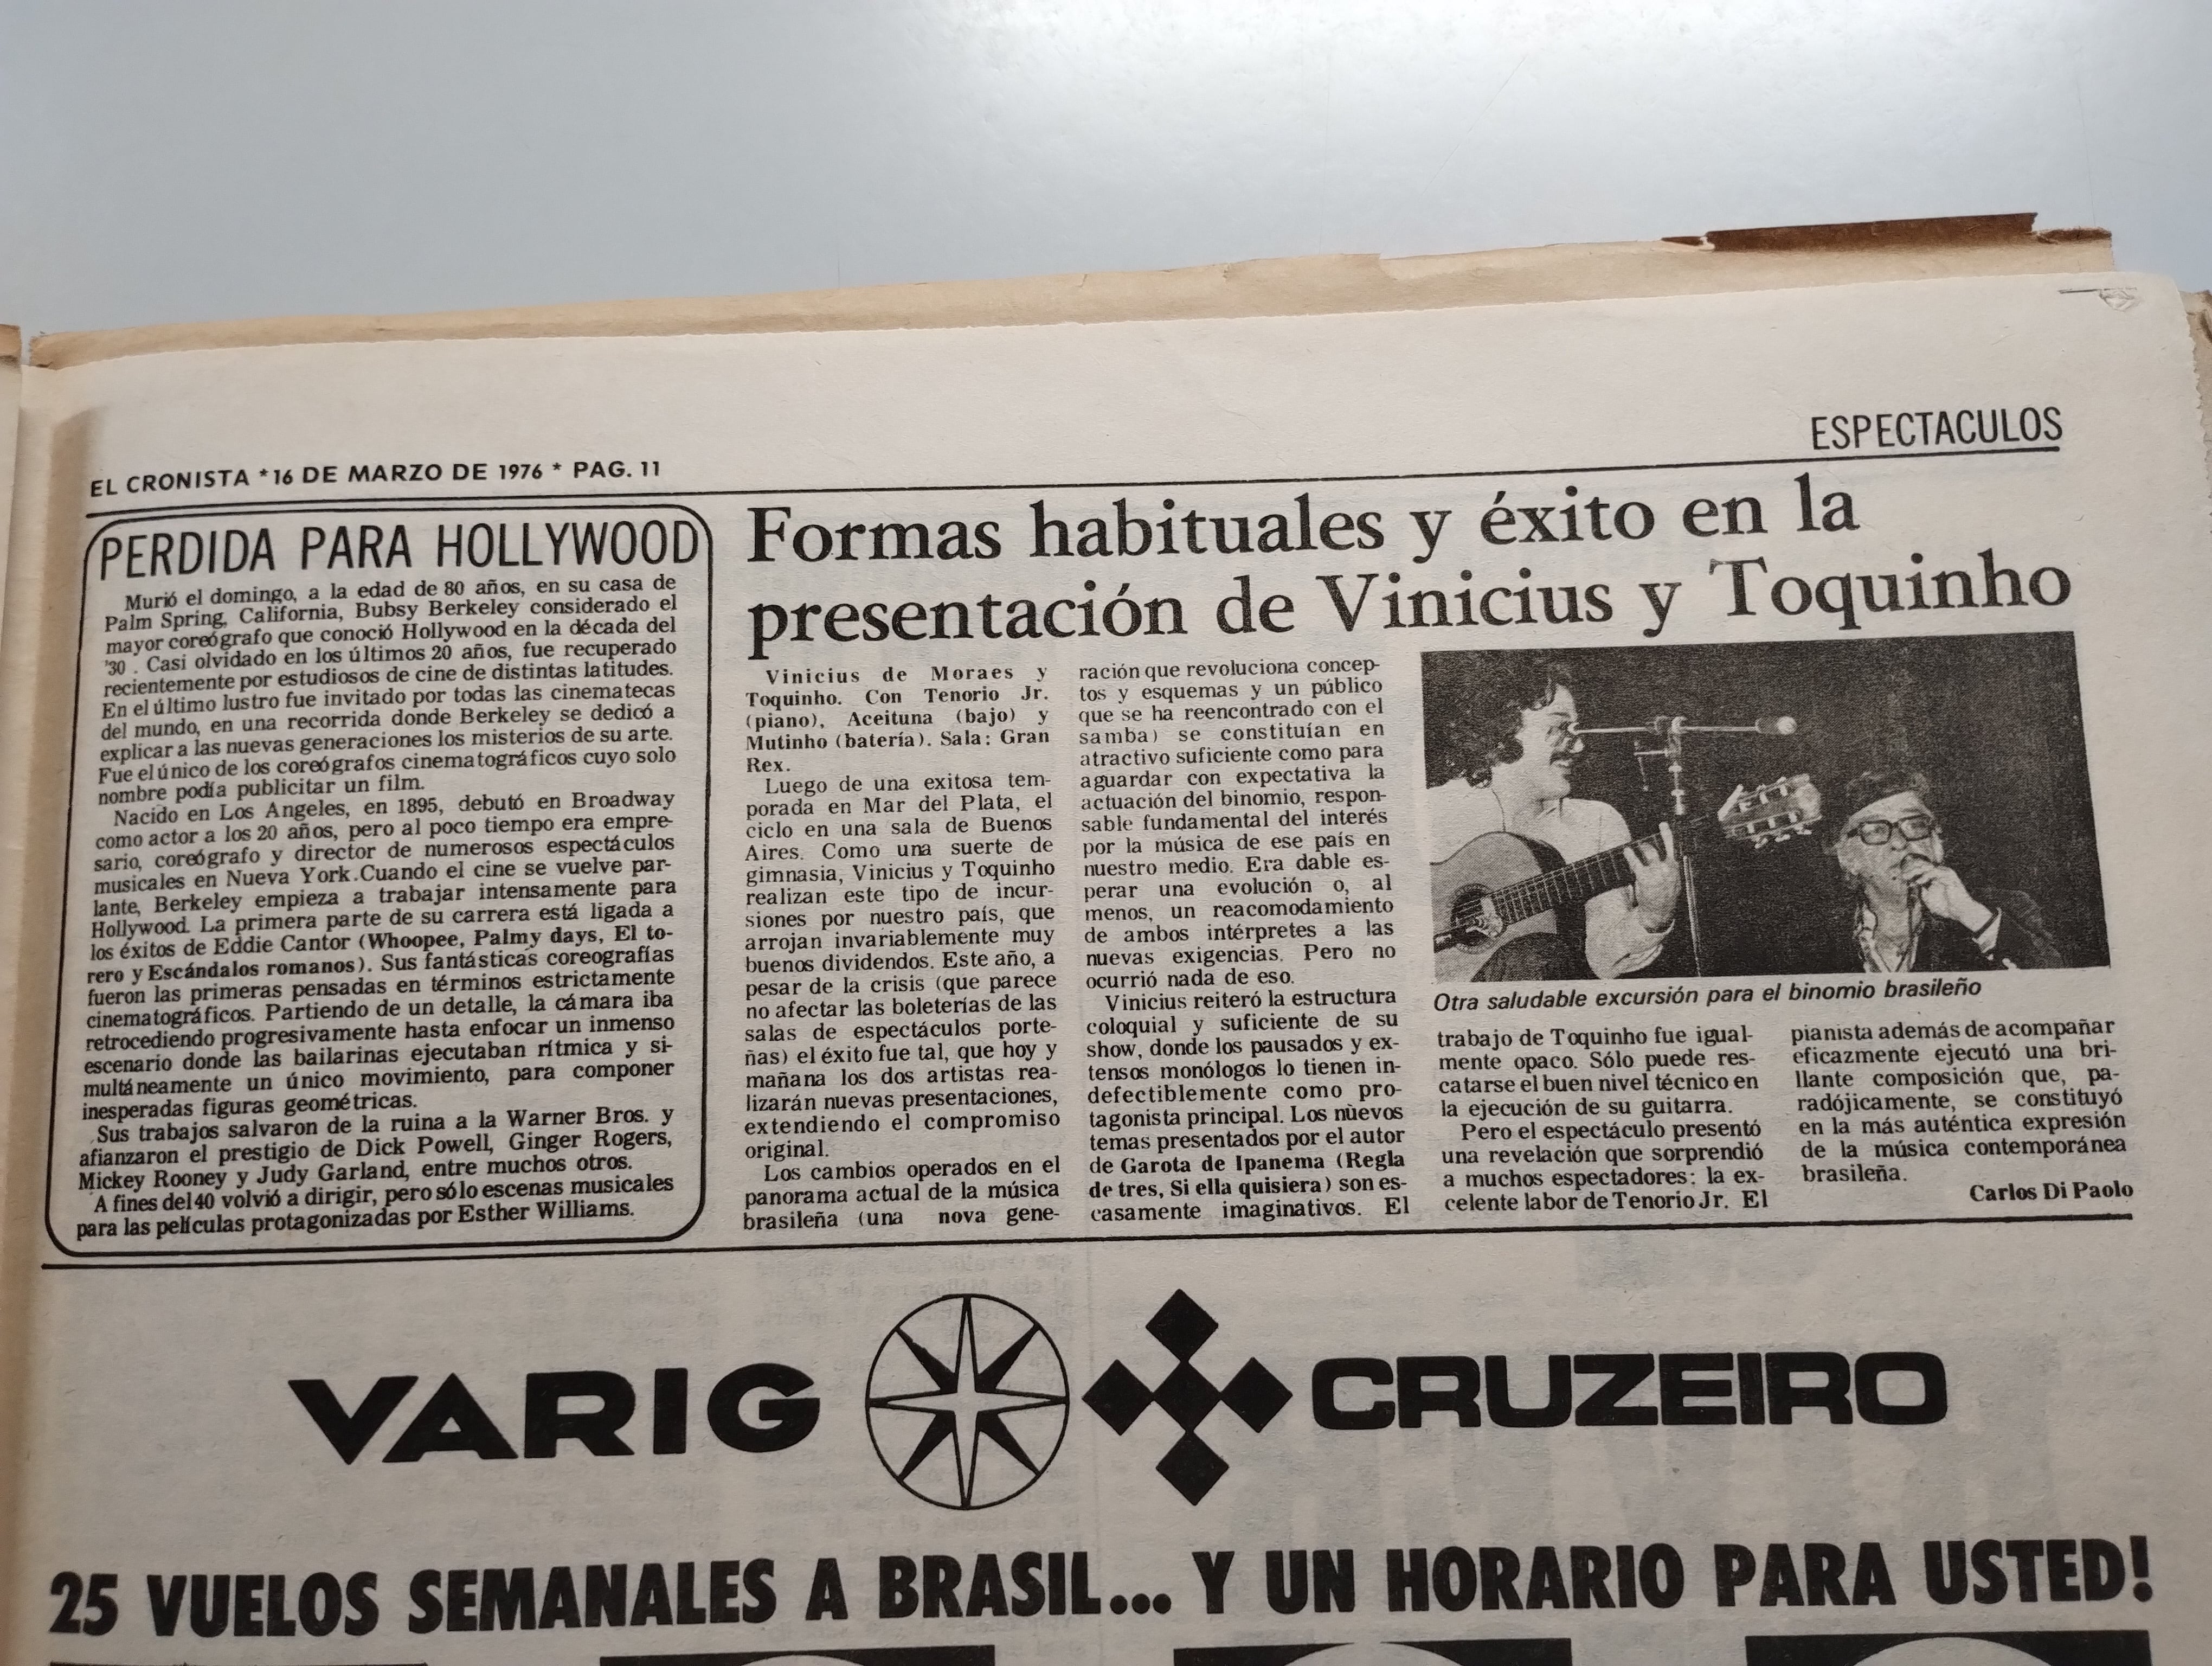 EL CRONISTA * 16 DE MARZO DE 1976 * PAG. 11
ESPECTACULOS
PERDIDA PARA HOLLYWOOD
Murió el domingo, a la edad de 80 años, en su casa de
Palm Spring, California, Bubsy Berkeley considerado el
mayor coreógrafo que conoció Hollywood en la década del
'30 . Casi olvidado en los últimos 20 años, fue recuperado
recientemente por estudiosos de cine de distintas latitudes.
En el último lustro fue invitado por todas las cinematecas
del mundo, en una recorrida donde Berkeley se dedicó a
explicar a las nuevas generaciones los misterios de su arte.
Fue el único de los coreógrafos cinematográficos cuyo solo
nombre podía publicitar un film.
Nacido en Los Angeles, en 1895, debutó en Broadway
como actor a los 20 años, pero al poco tiempo era empre-
sario, coreógrafo y director de numerosos espectáculos
musicales en Nueva York.Cuando el cine se vuelve par-
lante, Berkeley empieza a trabajar intensamente para
Hollywood. La primera parte de su carrera está ligada a
los éxitos de Eddie Cantor (Whoopee, Palmy days, El to-
rero y Escándalos romanos). Sus fantásticas coreografías
fueron las primeras pensadas en términos estrictamente
cinematográficos. Partiendo de un detalle, la cámara iba
retrocediendo progresivamente hasta enfocar un inmenso
escenario donde las bailarinas ejecutaban rítmica y si-
multáneamente un único movimiento, para componer
inesperadas figuras geométricas.
Sus trabajos salvaron de la ruina a la Warner Bros. y
afianzaron el prestigio de Dick Powell, Ginger Rogers,
Mickey Rooney y Judy Garland, entre muchos otros.
A fines del 40 volvió a dirigir, pero sólo escenas musicales
para las películas protagonizadas por Esther Williams.
Formas habituales y éxito en la
presentación de Vinicius y Toquinho
Vinicius de Moraes y
Toquinho. Con Tenorio Jr.
(piano), Aceituna (bajo) y
Mutinho (batería). Sala: Gran
Rex.
Luego de una exitosa tem-
porada en Mar del Plata, el
ciclo en una sala de Buenos
Aires. Como una suerte de
gimnasia, Vinicius y Toquinho
realizan este tipo de incur-
siones por nuestro país, que
arrojan invariablemente muy
buenos dividendos. Este año, a
pesar de la crisis (que parece
no afectar las boleterías de las
salas de espectáculos porte-
ñas) el éxito fue tal, que hoy y
mañana los dos artistas rea-
lizarán nuevas presentaciones,
extendiendo el compromiso
original.
Los cambios operados en el
panorama actual de la música
brasileña (una nova gene-
ración que revoluciona concep-
tos y esquemas y un público
que se ha reencontrado con el
samba) se constituían en
atractivo suficiente como para
aguardar con expectativa la
actuación del binomio, respon-
sable fundamental del interés
por la música de ese país en
nuestro medio. Era dable es-
perar una evolución o, al
menos, un reacomodamiento
de ambos intérpretes a las
nuevas exigencias. Pero no
ocurrió nada de eso.
Vinicius reiteró la estructura
coloquial y suficiente de su
show, donde los pausados y ex-
tensos monólogos lo tienen in-
defectiblemente como pro-
tagonista principal. Los nuevos
temas presentados por el autor
de Garota de Ipanema (Regla
de tres, Si ella quisiera) son es-
casamente imaginativos. El
Otra saludable excursión para el binomio brasileño
trabajo de Toquinho fue igual-
mente opaco. Sólo puede res-
catarse el buen nivel técnico en
la ejecución de su guitarra.
Pero el espectáculo presentó
una revelación que sorprendió
a muchos espectadores: la ex-
celente labor de Tenorio Jr. El
pianista además de acompañar
eficazmente ejecutó una bri-
llante composición que, pa-
radójicamente, se constituyó
en la más auténtica expresión
de la música contemporánea
brasileña.
Carlos Di Paolo
VARIG CRUZEIRO
25 VUELOS SEMANALES A BRASIL... Y UN HORARIO PARA USTED!